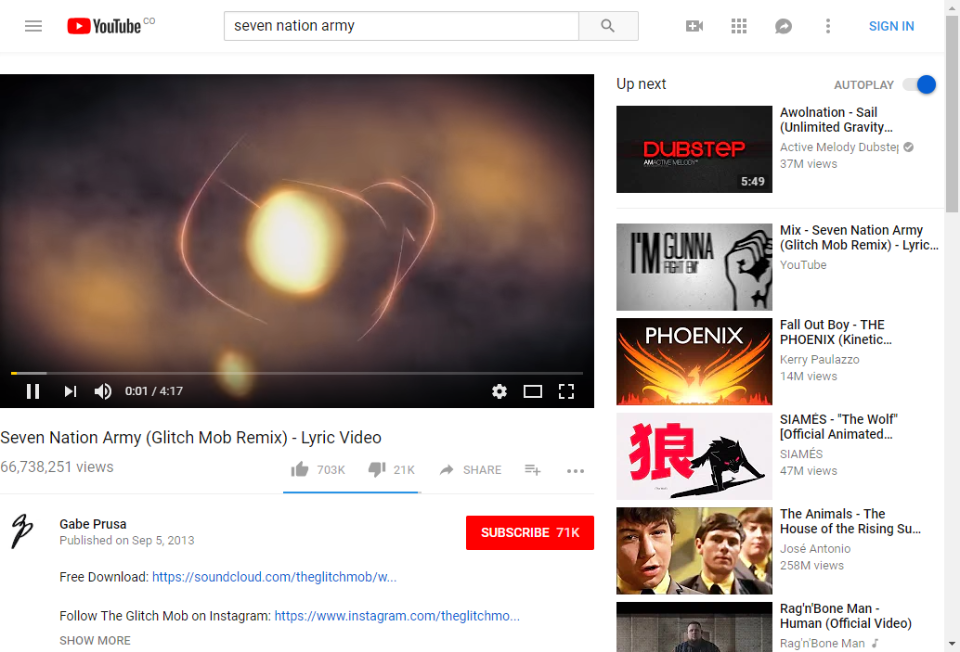 YouTube CO
seven nation army
SIGN IN
0:01 / 4:17
Seven Nation Army (Glitch Mob Remix) - Lyric Video
66,738,251 views
703K
21K
SHARE
Gabe Prusa
Published on Sep 5, 2013
SUBSCRIBE 71K
Free Download: https://soundcloud.com/theglitchmob/w...
Follow The Glitch Mob on Instagram: https://www.instagram.com/theglitchmo...
SHOW MORE
Up next
AUTOPLAY
DUBSTEP
5:49
Awolnation - Sail
(Unlimited Gravity...
Active Melody Dubstep
37M views
I'M GUNNA
FIGHT EM'
Mix - Seven Nation Army
(Glitch Mob Remix) - Lyric...
YouTube
PHOENIX
Fall Out Boy - THE
PHOENIX (Kinetic...
Kerry Paulazzo
14M views
狼
SIAMÉS - "The Wolf"
[Official Animated...
SIAMÉS
47M views
The Animals - The
House of the Rising Su...
José Antonio
258M views
Rag'n'Bone Man -
Human (Official Video)
Rag'n'Bone Man